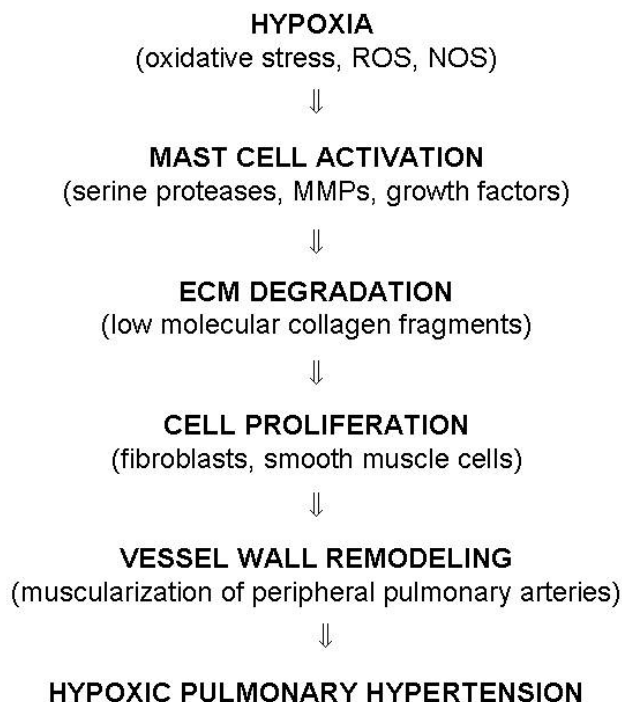 HYPOXIA
(oxidative stress, ROS, NOS)
⇓
MAST CELL ACTIVATION
(serine proteases, MMPs, growth factors)
⇓
ECM DEGRADATION
(low molecular collagen fragments)
⇓
CELL PROLIFERATION
(fibroblasts, smooth muscle cells)
⇓
VESSEL WALL REMODELING
(muscularization of peripheral pulmonary arteries)
⇓
HYPOXIC PULMONARY HYPERTENSION